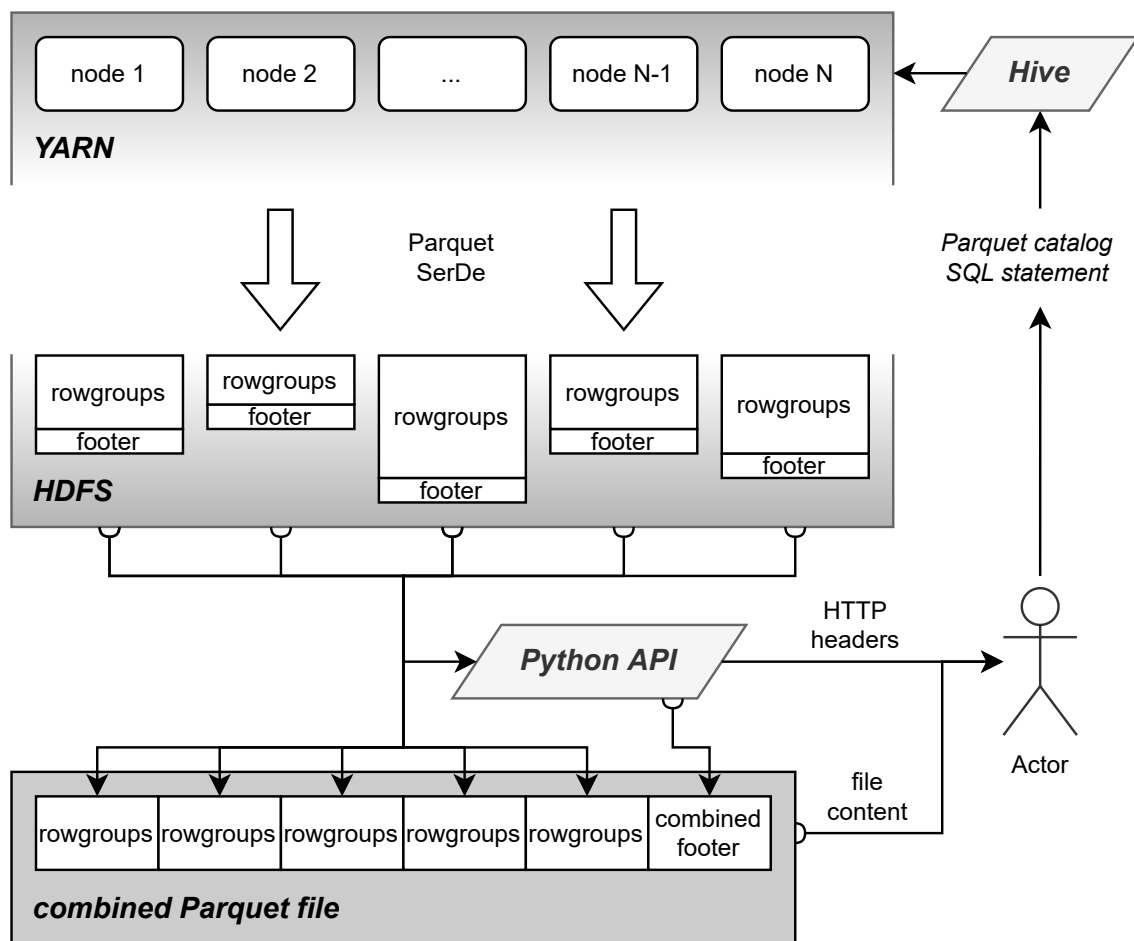 node 1
node 2
...
node N-1
node N
Hive
YARN
Parquet
SerDe
Parquet catalog
SQL statement
rowgroups
footer
rowgroups
footer
rowgroups
footer
rowgroups
footer
rowgroups
footer
HDFS
HTTP
headers
Python API
Actor
file
content
rowgroups
rowgroups
rowgroups
rowgroups
rowgroups
combined
footer
combined Parquet file